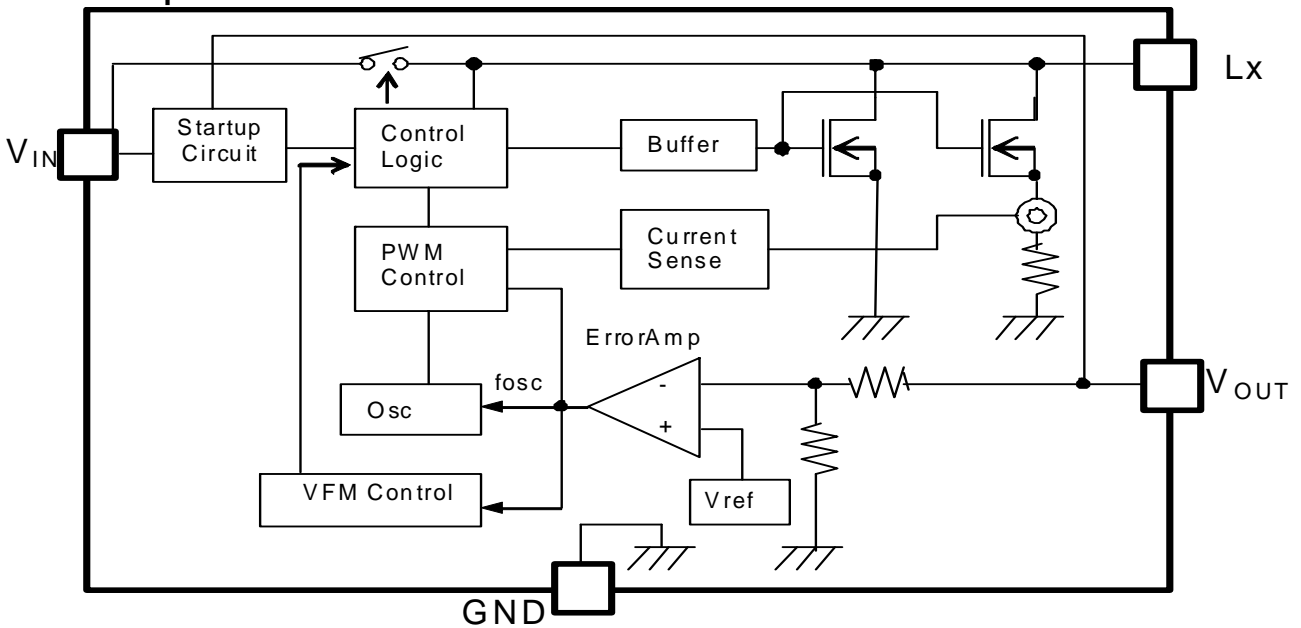 Lx
Startup
Circuit
Control
Logic
Buffer
VIN
PWM
Control
Current
Sense
ErrorAmp
fosc
-
Osc
+
VOUT
VFM Control
Vref
GND